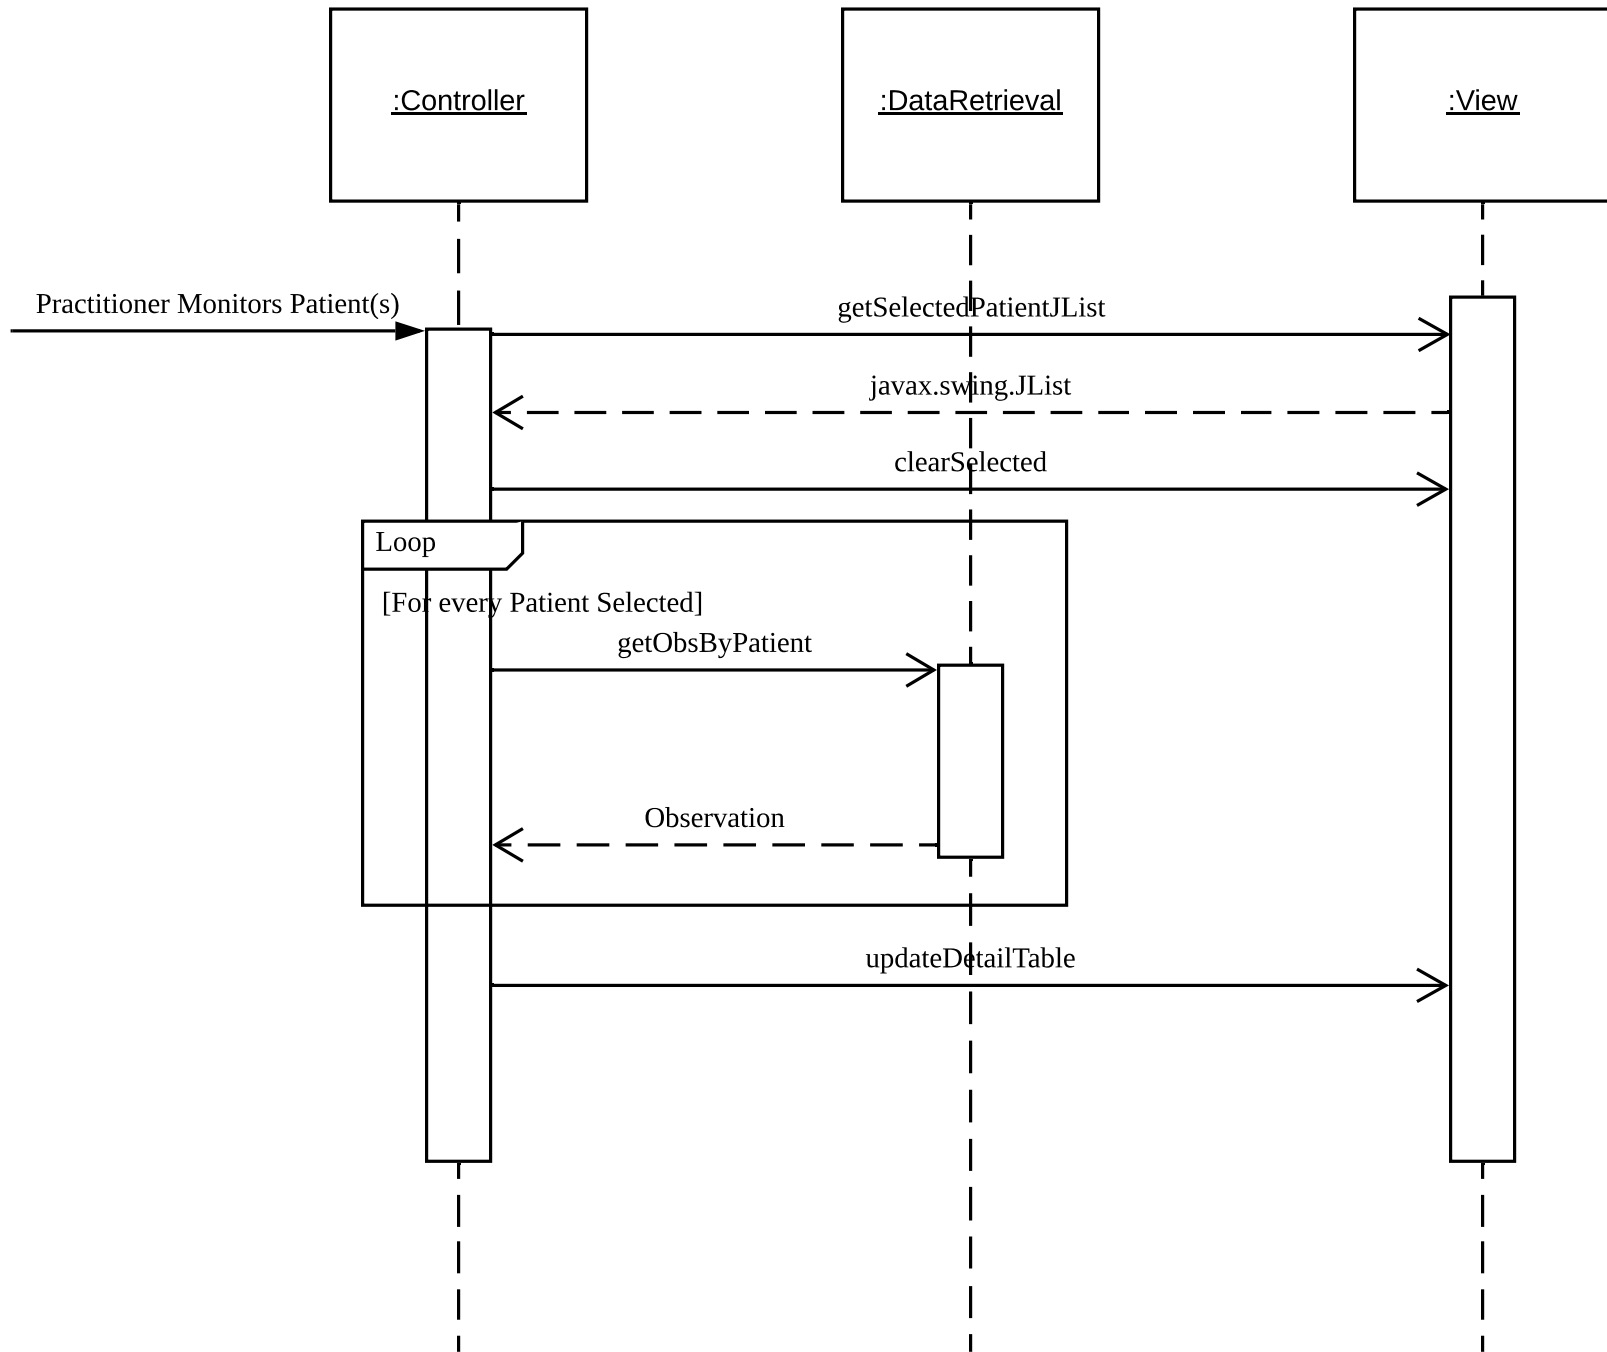 :Controller
:DataRetrieval
:View
Practitioner Monitors Patient(s)
getSelectedPatientJList
javax.swing.JList
clearSelected
Loop
[For every Patient Selected]
getObsByPatient
Observation
updateDetailTable